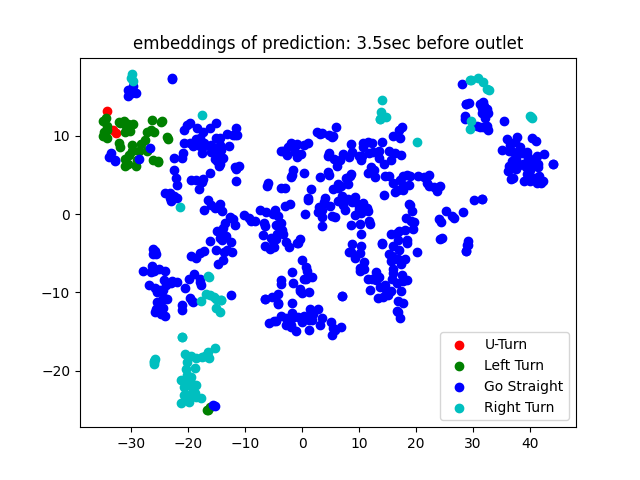 embeddings of prediction: 3.5sec before outlet
10
0
−10
−20
−30
−20
−10
0
10
20
30
40
U-Turn
Left Turn
Go Straight
Right Turn